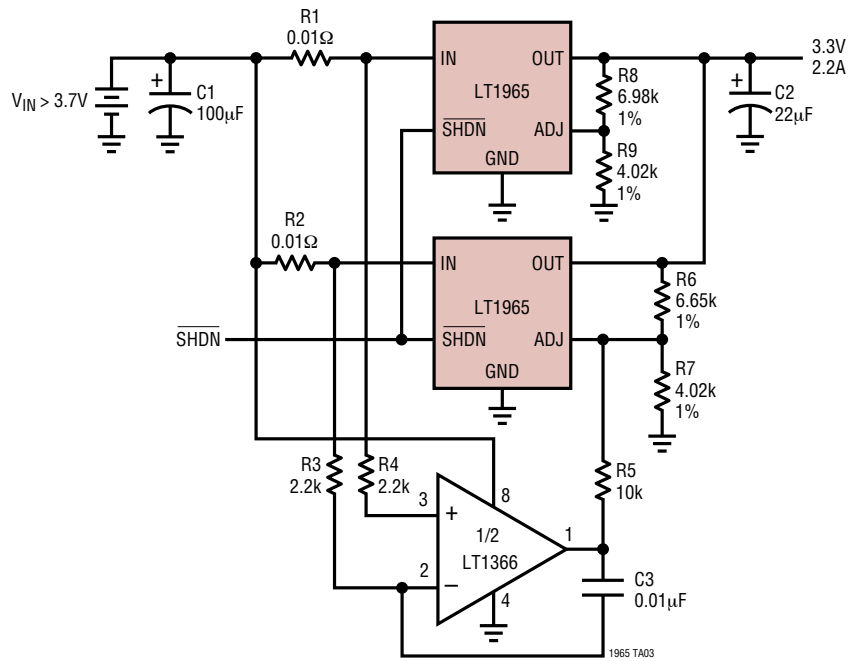 R1
0.01Ω
IN
OUT
3.3V
2.2A
VIN > 3.7V
+
C1
100µF
LT1965
R8
6.98k
1%
+
C2
22µF
SHDN
ADJ
GND
R9
4.02k
1%
R2
0.01Ω
IN
OUT
LT1965
R6
6.65k
1%
SHDN
SHDN
ADJ
GND
R7
4.02k
1%
R3
2.2k
R4
2.2k
R5
10k
3
+
8
1/2
LT1366
1
2
−
4
C3
0.01µF
1965 TA03